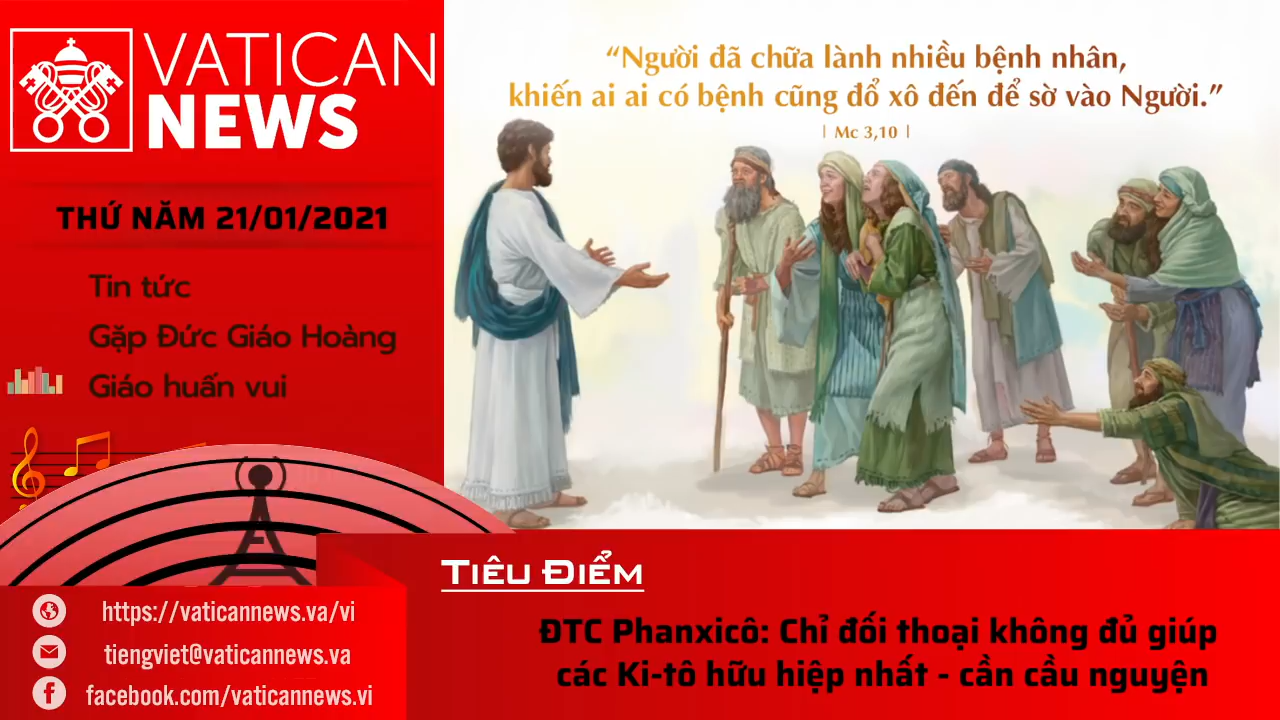 VATICAN
NEWS
THỨ NĂM 21/01/2021
Tin tức
Gặp Đức Giáo Hoàng
Giáo huấn vui
“Người đã chữa lành nhiều bệnh nhân,
khiến ai ai có bệnh cũng đổ xô đến để sờ vào Người.”
| Mc 3,10 |
TIÊU ĐIỂM
ĐTC Phanxicô: Chỉ đối thoại không đủ giúp
các Ki-tô hữu hiệp nhất - cần cầu nguyện
https://vaticannews.va/vi
tiengviet@vaticannews.va
facebook.com/vaticannews.vi